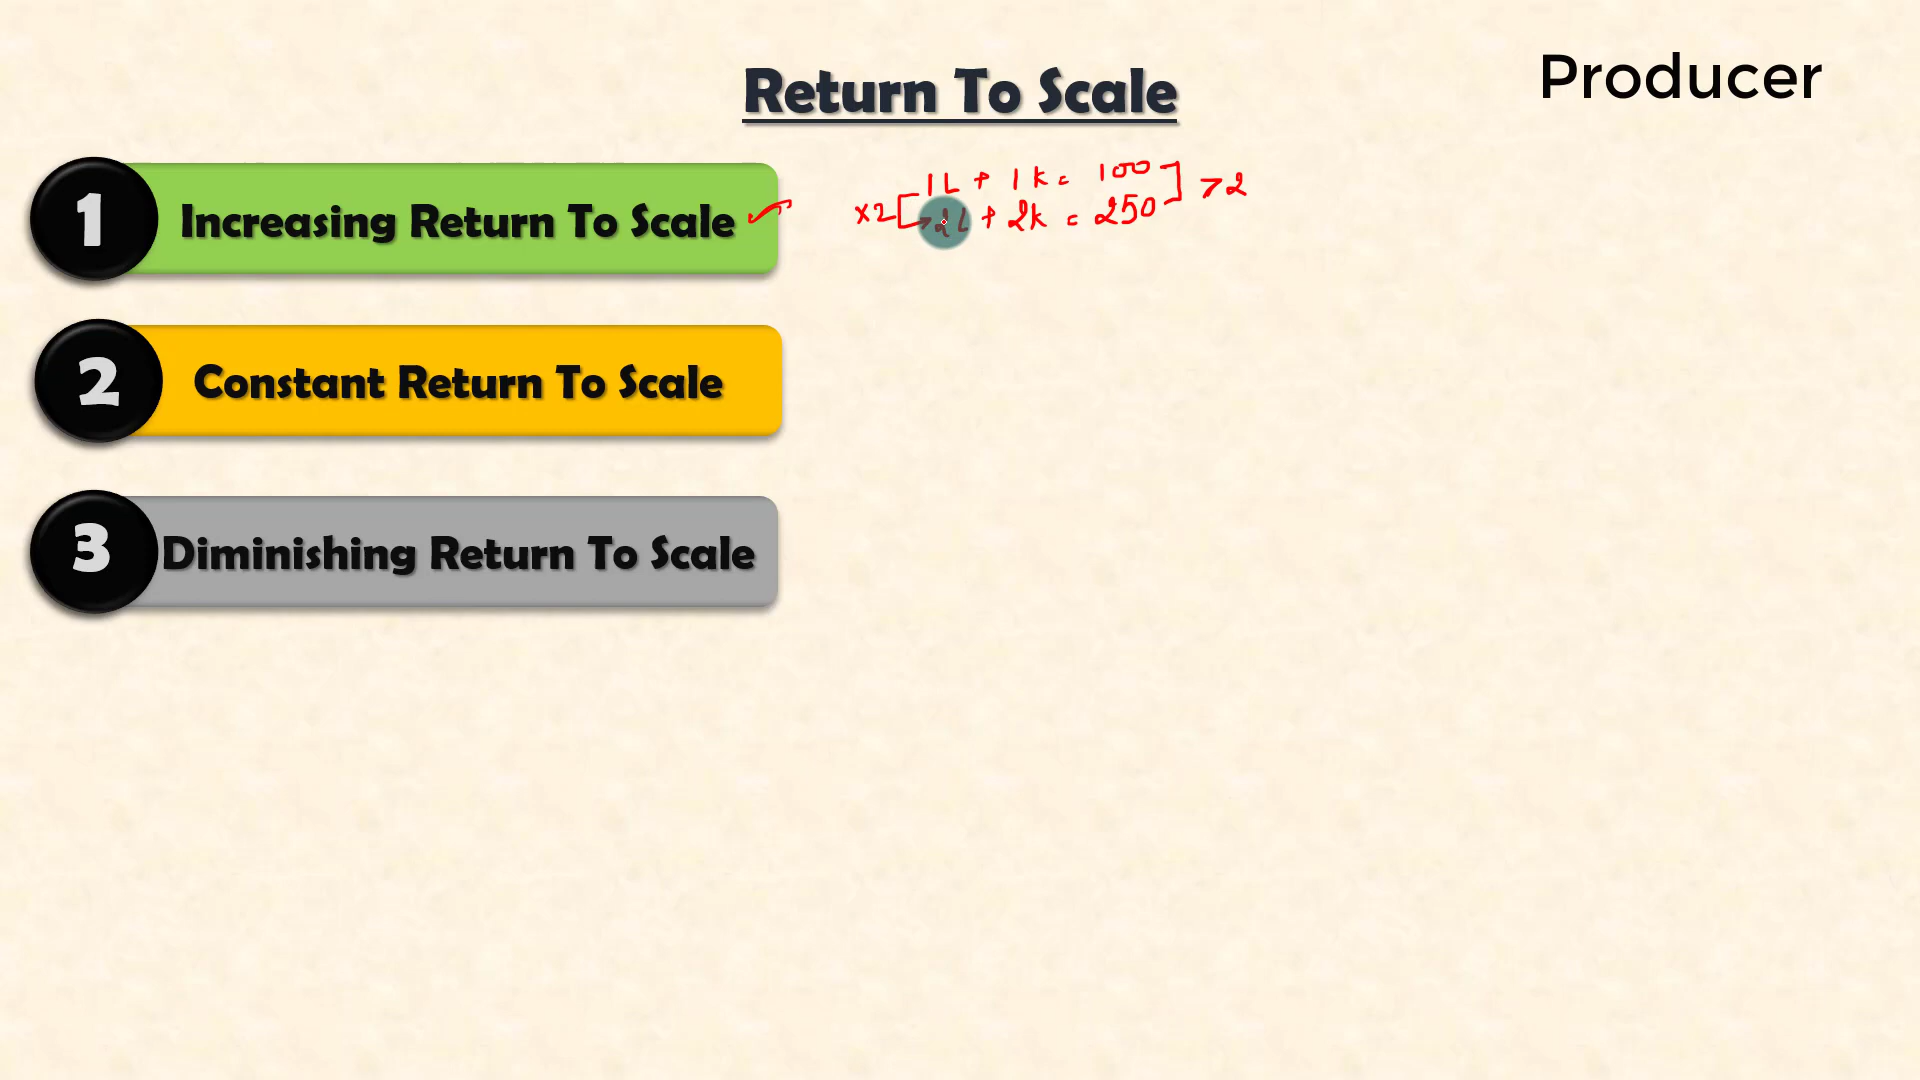 Return To Scale
Producer
1
Increasing Return To Scale
1L + 1k = 100
x2
2L + 2k = 250
>2
2
Constant Return To Scale
3
Diminishing Return To Scale